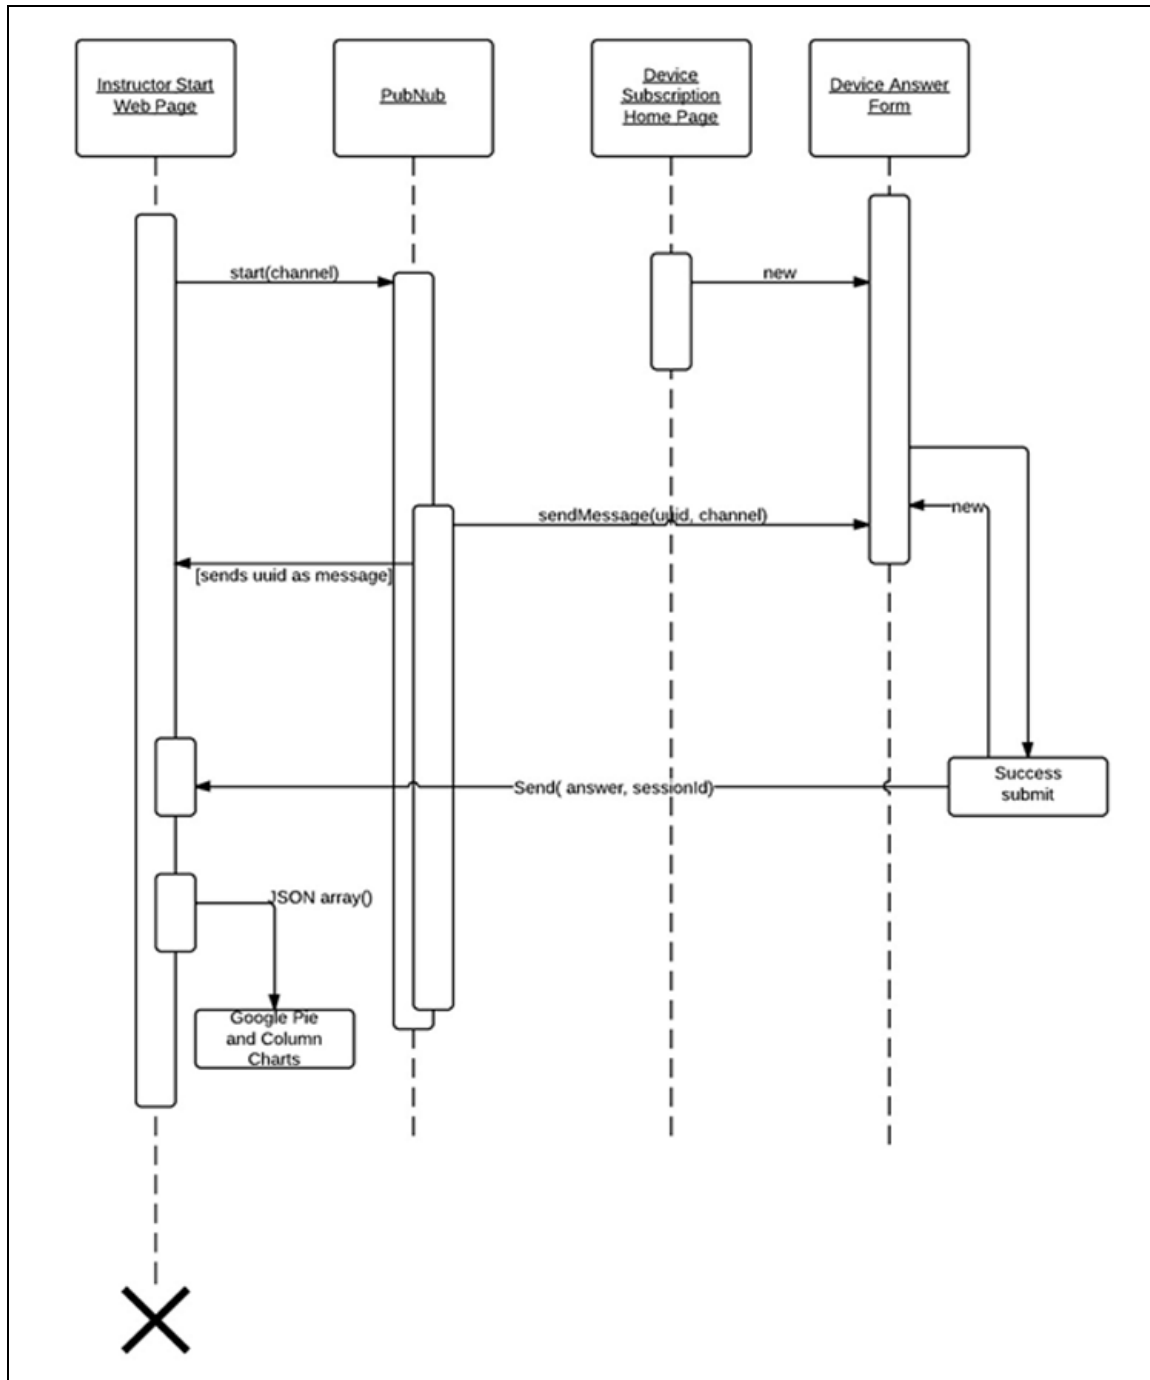 Instructor Start
Web Page
PubNub
Device
Subscription
Home Page
Device Answer
Form
start(channel)
new
sendMessage(uuid, channel)
new
[sends uuid as message]
Success
submit
Send( answer, sessionId)
JSON array()
Google Pie
and Column
Charts